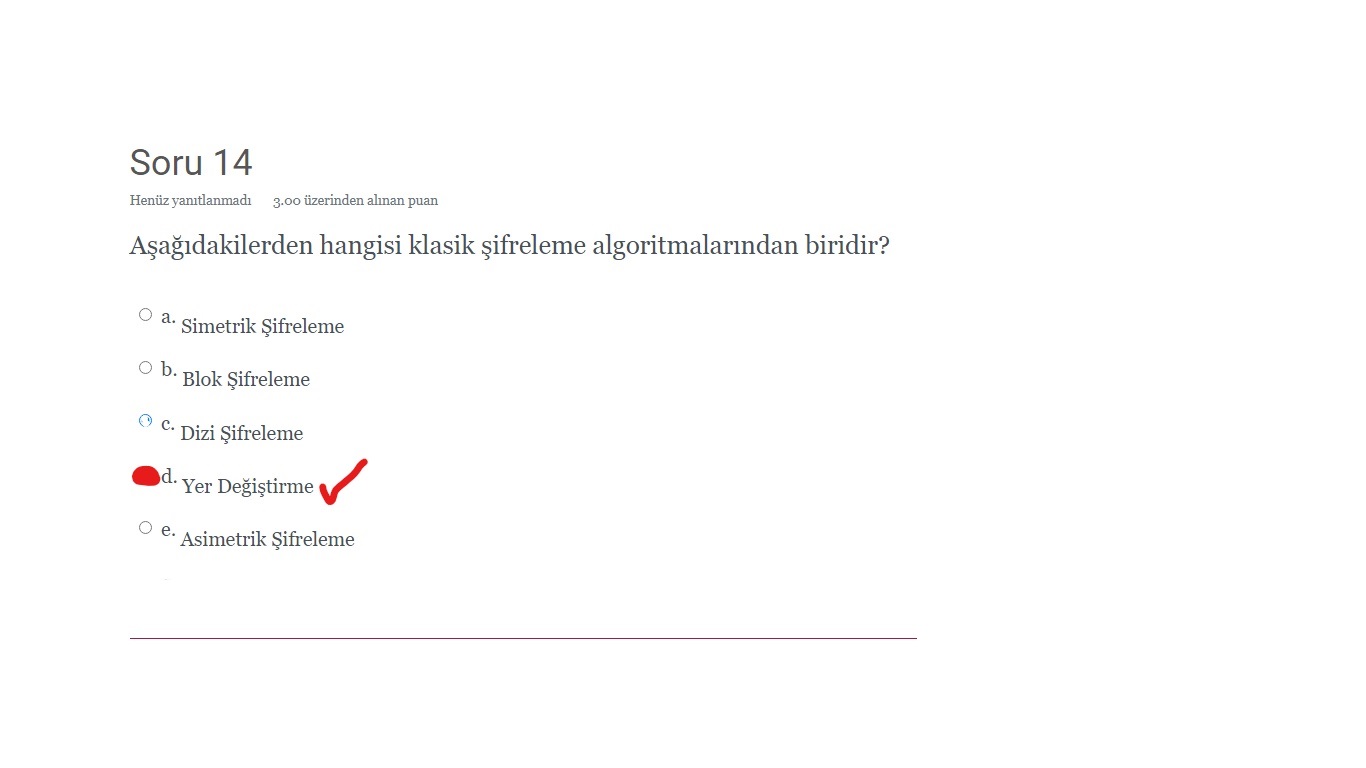 Soru 14
Henüz yanıtlanmadı 3.00 üzerinden alınan puan
Aşağıdakilerden hangisi klasik şifreleme algoritmalarından biridir?
a. Simetrik Şifreleme
b. Blok Şifreleme
c. Dizi Şifreleme
d. Yer Değiştirme
e. Asimetrik Şifreleme